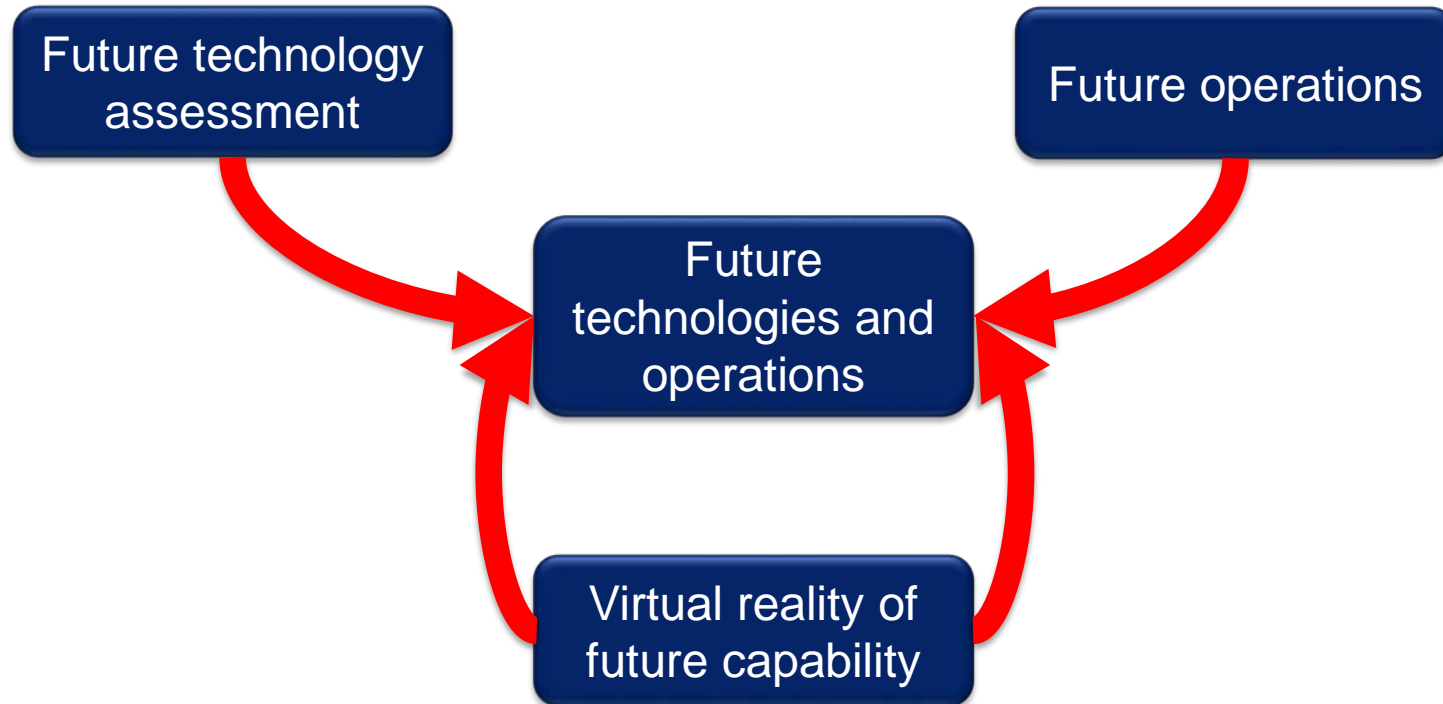 Future technology
assessment
Future operations
Future
technologies and
operations
Virtual reality of
future capability